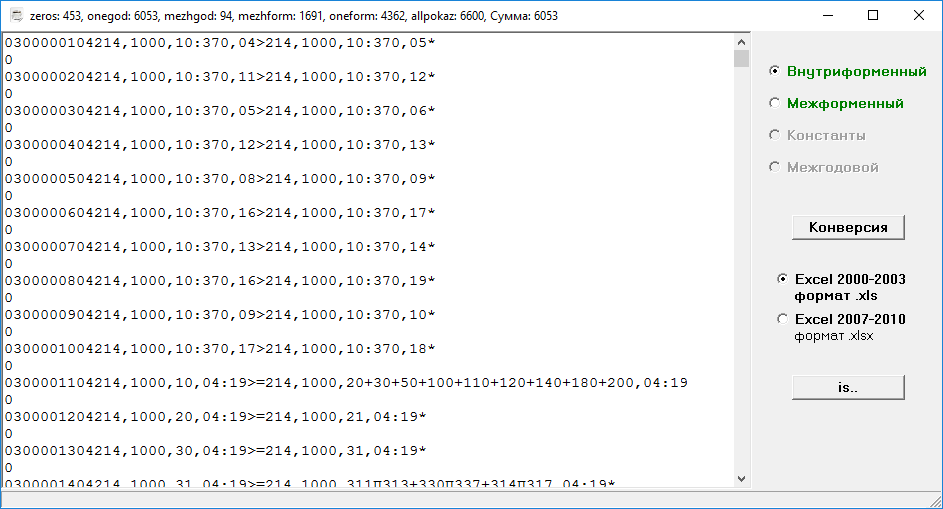 zeros: 453, onegod: 6053, mezhgod: 94, mezhform: 1691, oneform: 4362, allpokaz: 6600, Сумма: 6053
0300000104214,1000,10:370,04>214,1000,10:370,05*
0
0300000204214,1000,10:370,11>214,1000,10:370,12*
0
0300000304214,1000,10:370,05>214,1000,10:370,06*
0
0300000404214,1000,10:370,12>214,1000,10:370,13*
0
0300000504214,1000,10:370,08>214,1000,10:370,09*
0
0300000604214,1000,10:370,16>214,1000,10:370,17*
0
0300000704214,1000,10:370,13>214,1000,10:370,14*
0
0300000804214,1000,10:370,16>214,1000,10:370,19*
0
0300000904214,1000,10:370,09>214,1000,10:370,10*
0
0300001004214,1000,10:370,17>214,1000,10:370,18*
0
0300001104214,1000,10,04:19>=214,1000,20+30+50+100+110+120+140+180+200,04:19
0
0300001204214,1000,20,04:19>=214,1000,21,04:19*
0
0300001304214,1000,30,04:19>=214,1000,31,04:19*
0
0300001404214,1000,31,04:19>=214,1000,311П313+330П337+314П317,04:19*
Внутриформенный
Межформенный
Константы
Межгодовой
Конверсия
Excel 2000-2003
формат .xls
Excel 2007-2010
формат .xlsx
is..